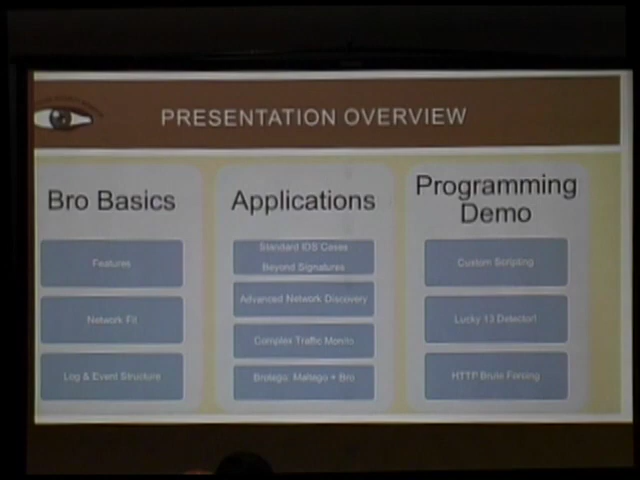 PRESENTATION OVERVIEW
Bro Basics
Features
Network Fit
Log & Event Structure
Applications
Standard IDS Cases
Beyond Signatures
Advanced Network Discovery
Complex Traffic Monito
Brotego: Maltego + Bro
Programming
Demo
Custom Scripting
Lucky 13 Detector!
HTTP Brute Forcing